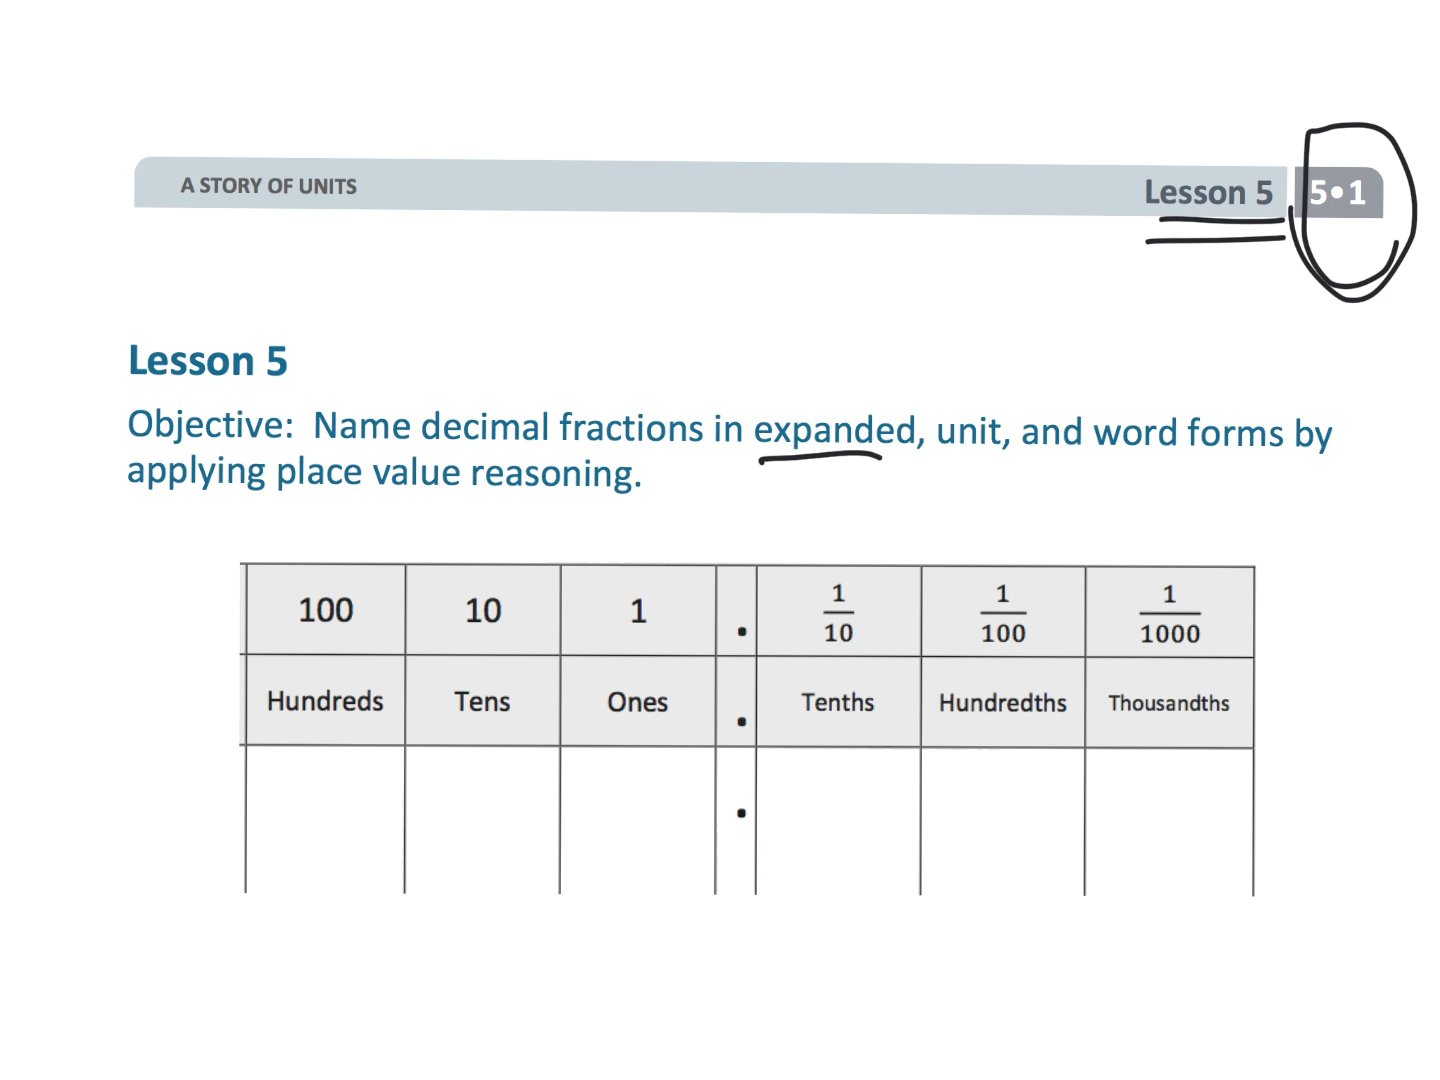 A STORY OF UNITS
Lesson 5 5•1
Lesson 5
Objective: Name decimal fractions in expanded, unit, and word forms by
applying place value reasoning.
100 10 1 . 1/10 1/100 1/1000
Hundreds Tens Ones . Tenths Hundredths Thousandths
.